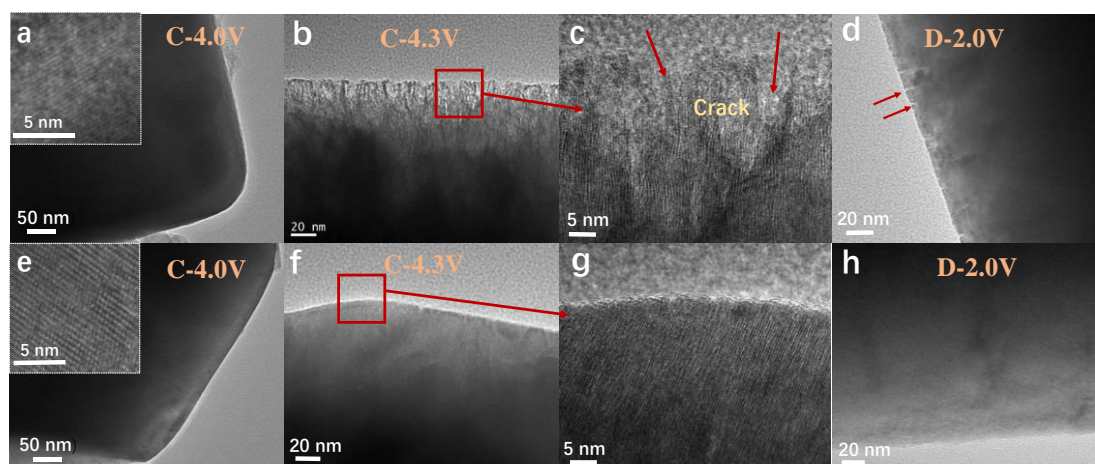 a
C-4.0V
5 nm
50 nm
b
C-4.3V
20 nm
c
Crack
5 nm
d
D-2.0V
20 nm
e
C-4.0V
5 nm
50 nm
f
C-4.3V
20 nm
g
5 nm
h
D-2.0V
20 nm